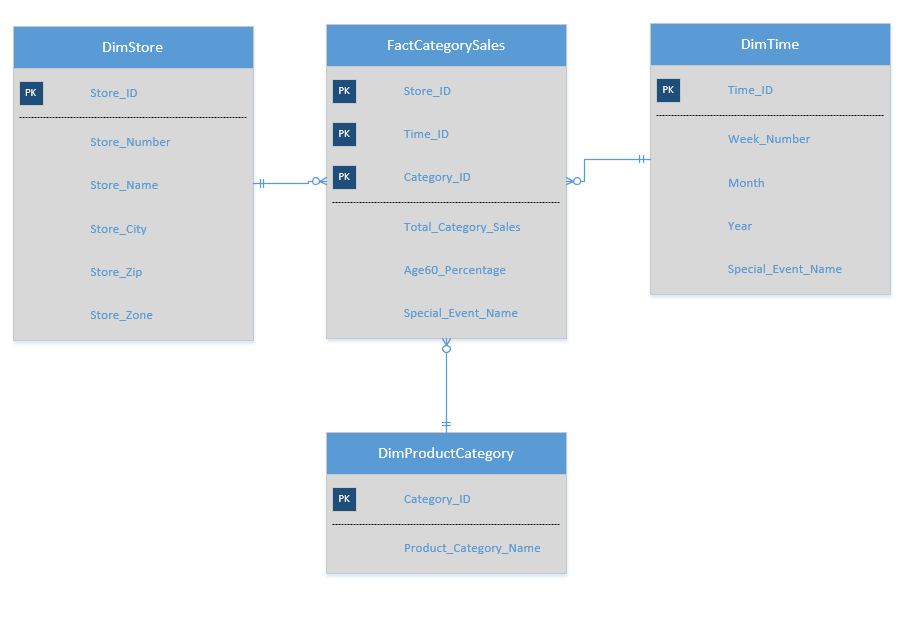 DimStore
PK Store_ID
Store_Number
Store_Name
Store_City
Store_Zip
Store_Zone
FactCategorySales
PK Store_ID
PK Time_ID
PK Category_ID
Total_Category_Sales
Age60_Percentage
Special_Event_Name
DimTime
PK Time_ID
Week_Number
Month
Year
Special_Event_Name
DimProductCategory
PK Category_ID
Product_Category_Name